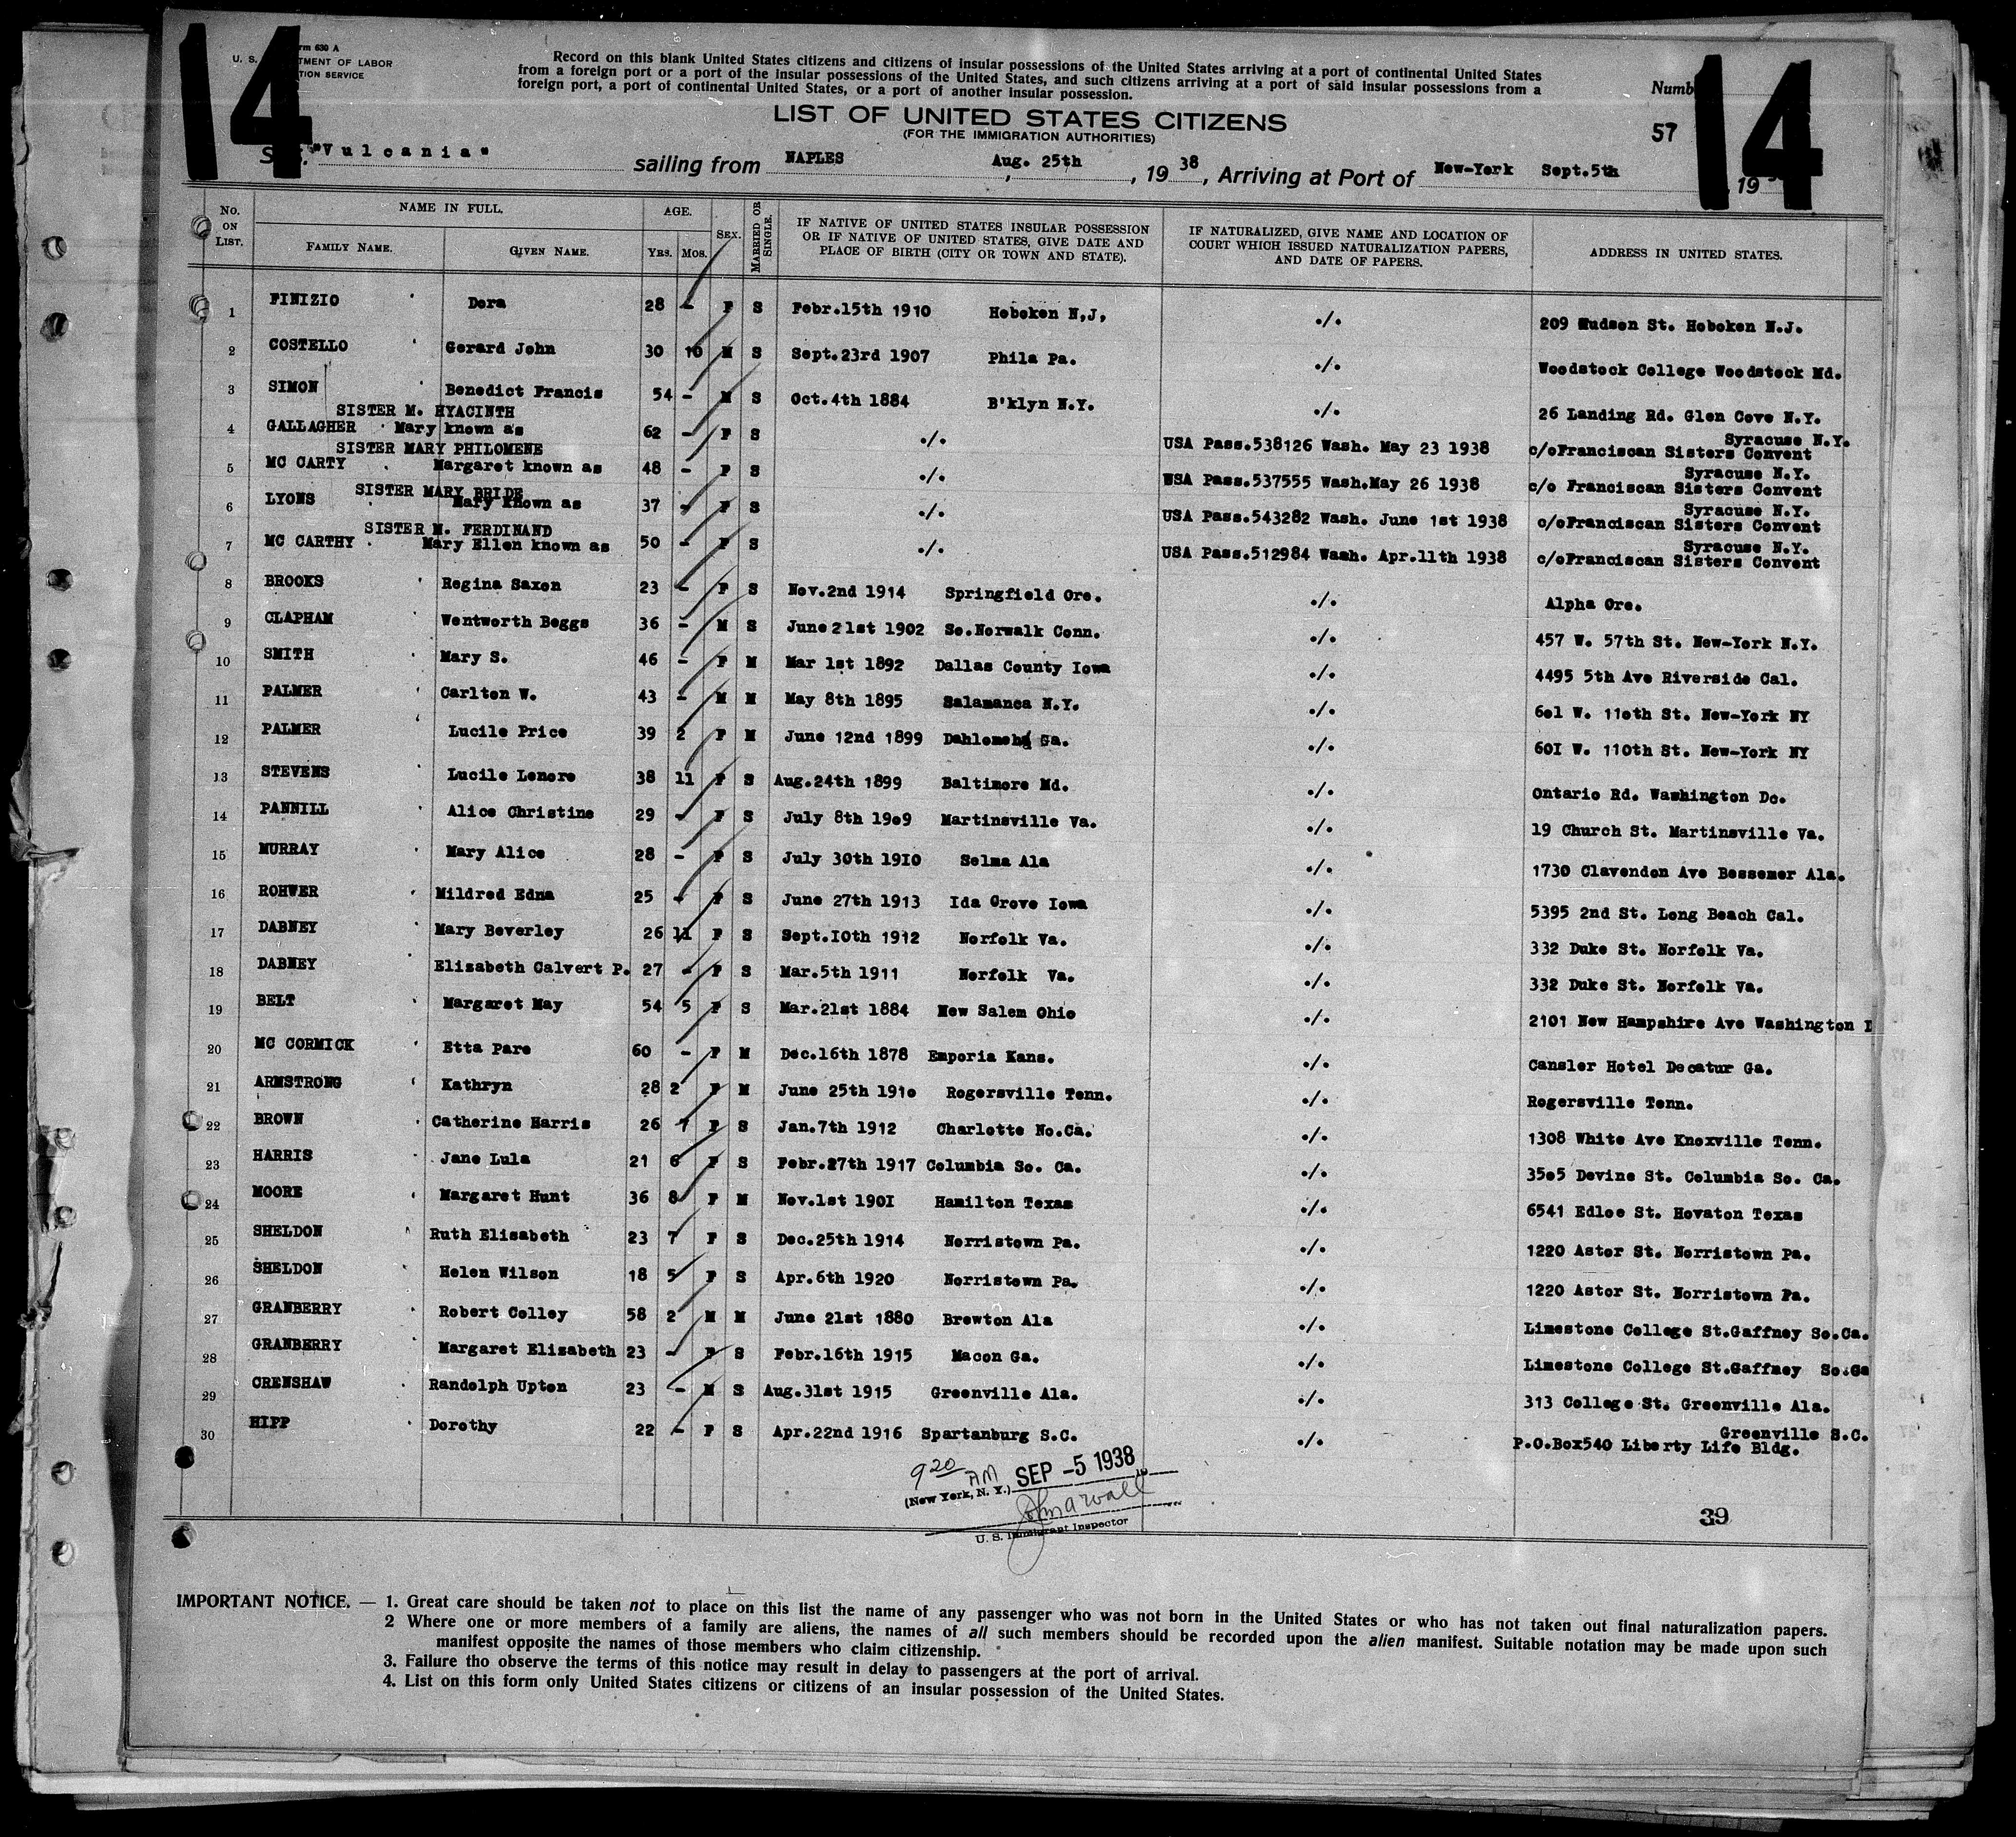 14
14
rm 630 A
U. S. TMENT OF LABOR
TION SERVICE
Record on this blank United States citizens and citizens of insular possessions of the United States arriving at a port of continental United States
from a foreign port or a port of the insular possessions of the United States, and such citizens arriving at a port of said insular possessions from a
foreign port, a port of continental United States, or a port of another insular possession.
Numb
LIST OF UNITED STATES CITIZENS
(FOR THE IMMIGRATION AUTHORITIES)
57
S. "Vulcania" sailing from NAPLES Aug. 25th, 1938, Arriving at Port of New-York Sept.5th 19
No. ON LIST. NAME IN FULL. FAMILY NAME. GIVEN NAME. AGE. YRS. MOS. SEX. MARRIED OR SINGLE. IF NATIVE OF UNITED STATES INSULAR POSSESSION OR IF NATIVE OF UNITED STATES, GIVE DATE AND PLACE OF BIRTH (CITY OR TOWN AND STATE). IF NATURALIZED, GIVE NAME AND LOCATION OF COURT WHICH ISSUED NATURALIZATION PAPERS, AND DATE OF PAPERS. ADDRESS IN UNITED STATES.
1 FINIZIO Dora 28 - F S Febr.15th 1910 Hoboken N,J, ./. 209 Hudson St. Hoboken N.J.
2 COSTELLO Gerard John 30 10 M S Sept.23rd 1907 Phila Pa. ./. Woodstock College Woodstock Md.
3 SIMON Benedict Francis 54 - M S Oct.4th 1884 B'klyn N.Y. ./. 26 Landing Rd. Glen Cove N.Y.
SISTER M. HYACINTH Syracuse N.Y.
4 GALLAGHER Mary known as 62 - F S ./. USA Pass.538126 Wash. May 23 1938 c/oFranciscan Sisters Convent
SISTER MARY PHILOMENE Syracuse N.Y.
5 MC CARTY Margaret known as 48 - F S ./. USA Pass.537555 Wash.May 26 1938 c/o Franciscan Sisters Convent
SISTER MARY BRIDE Syracuse N.Y.
6 LYONS Mary known as 37 - F S ./. USA Pass.543282 Wash. June 1st 1938 c/oFranciscan Sisters Convent
SISTER M. FERDINAND Syracuse N.Y.
7 MC CARTHY Mary Ellen known as 50 - F S ./. USA Pass.512984 Wash. Apr.11th 1938 c/oFranciscan Sisters Convent
8 BROOKS Regina Saxon 23 - F S Nov.2nd 1914 Springfield Ore. ./. Alpha Ore.
9 CLAPHAM Wentworth Beggs 36 - M S June 21st 1902 So.Norwalk Conn. ./. 457 W. 57th St. New-York N.Y.
10 SMITH Mary S. 46 - F M Mar 1st 1892 Dallas County Iowa ./. 4495 5th Ave Riverside Cal.
11 PALMER Carlton W. 43 - M M May 8th 1895 Salamanca N.Y. ./. 6o1 W. 11oth St. New-York NY
12 PALMER Lucile Price 39 2 F M June 12nd 1899 Ga. ./. 60I W. 110th St. New-York NY
13 STEVENS Lucile Lenore 38 11 F S Aug.24th 1899 Baltimore Md. ./. Ontario Rd. Washington Dc.
14 PANNILL Alice Christine 29 - F S July 8th 19o9 Martinsville Va. ./. 19 Church St. Martinsville Va.
15 MURRAY Mary Alice 28 - F S July 30th 19I0 Selma Ala ./. 1730 Clavendon Ave Bessemer Ala.
16 ROHWER Mildred Edna 25 - F S June 27th 1913 Ida Grove Iowa ./. 5395 2nd St. Long Beach Cal.
17 DABNEY Mary Beverley 26 11 F S Sept.I0th 1912 Norfolk Va. ./. 332 Duke St. Norfolk Va.
18 DABNEY Elizabeth Calvert P. 27 - F S Mar.5th 1911 Norfolk Va. ./. 332 Duke St. Norfolk Va.
19 BELT Margaret May 54 5 F S Mar.21st 1884 New Salem Ohio ./. 2101 New Hampshire Ave Washington D
20 MC CORMICK Etta Pare 60 - F M Dec.16th 1878 Emporia Kans. ./. Cansler Hotel Decatur Ga.
21 ARMSTRONG Kathryn 28 2 F M June 25th 191o Rogersville Tenn. ./. Rogersville Tenn.
22 BROWN Catherine Harris 26 7 F S Jan.7th 1912 Charlotte No.Ca. ./. 1308 White Ave Knoxville Tenn.
23 HARRIS Jane Lula 21 6 F S Febr.27th 1917 Columbia So. Ca. ./. 35o5 Devine St. Columbia So. Ca.
24 MOORE Margaret Hunt 36 8 F M Nov.1st 190I Hamilton Texas ./. 6541 Edloe St. Hovaton Texas
25 SHELDON Ruth Elisabeth 23 7 F S Dec.25th 1914 Norristown Pa. ./. 1220 Astor St. Norristown Pa.
26 SHELDON Helen Wilson 18 5 F S Apr.6th 1920 Norristown Pa. ./. 1220 Astor St. Norristown Pa.
27 GRANBERRY Robert Colley 58 2 M M June 21st 1880 Brewton Ala ./. Limestone College St.Gaffney So.Ca.
28 GRANBERRY Margaret Elizabeth 23 - F S Febr.16th 1915 Macon Ga. ./. Limestone College St.Gaffney So.Ca
29 CRENSHAW Randolph Upton 23 - M S Aug.31st 1915 Greenville Ala. ./. 313 College St. Greenville Ala.
Greenville S.C.
30 HIPP Dorothy 22 - F S Apr.22nd 1916 Spartanburg S.C. ./. P.O.Box540 Liberty Life Bldg.
920 AM SEP -5 1938 19
(New York, N. Y.)
U. S. Immigrant Inspector
39
IMPORTANT NOTICE. — 1. Great care should be taken not to place on this list the name of any passenger who was not born in the United States or who has not taken out final naturalization papers.
2 Where one or more members of a family are aliens, the names of all such members should be recorded upon the alien manifest. Suitable notation may be made upon such
manifest opposite the names of those members who claim citizenship.
3. Failure tho observe the terms of this notice may result in delay to passengers at the port of arrival.
4. List on this form only United States citizens or citizens of an insular possession of the United States.